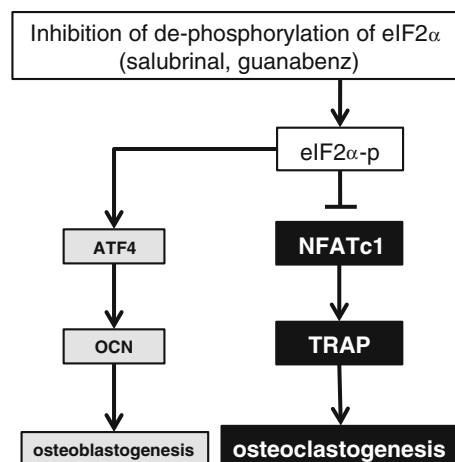 Inhibition of de-phosphorylation of eIF2α
(salubrinal, guanabenz)
eIF2α-p
ATF4
NFATc1
OCN
TRAP
osteoblastogenesis
osteoclastogenesis